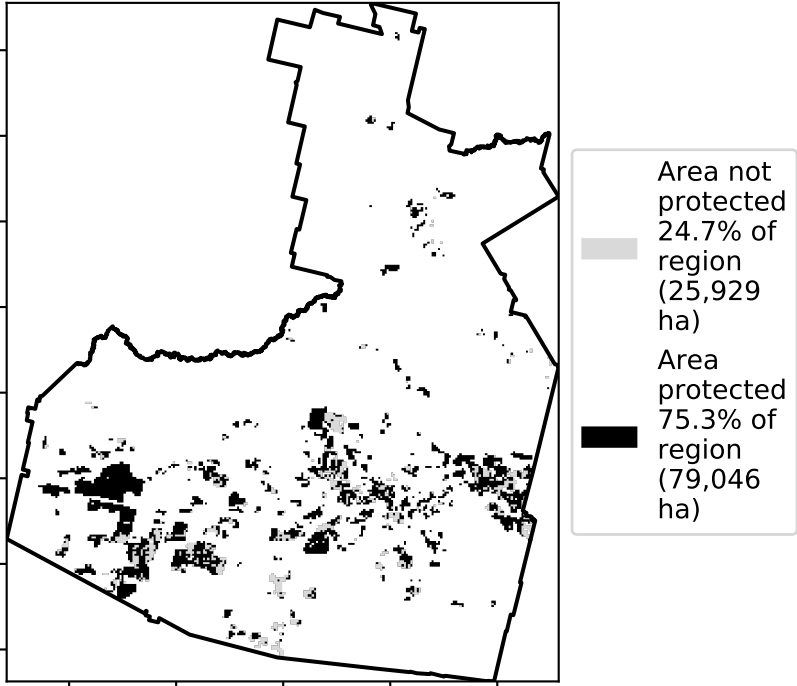 Area not
protected
24.7% of
region
(25,929
ha)
Area
protected
75.3% of
region
(79,046
ha)